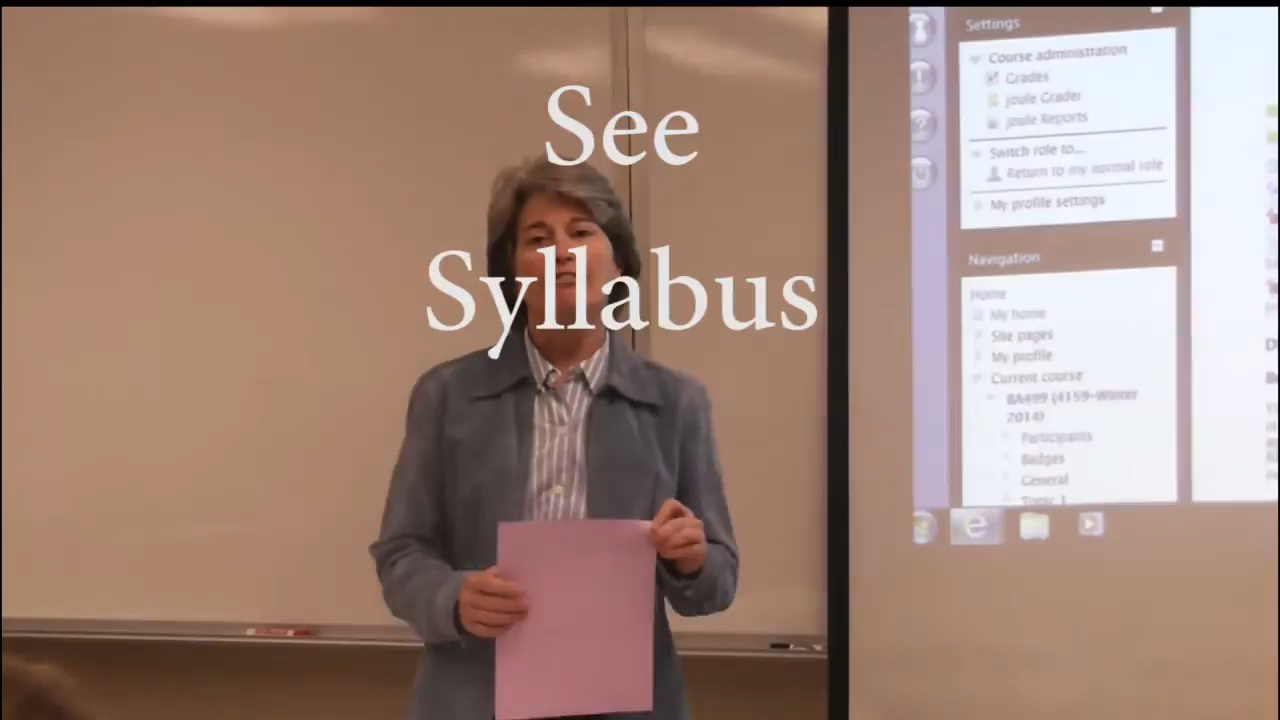 See
Syllabus
Settings
Course administration
Grades
joule Grader
joule Reports
Switch role to...
Return to my normal role
My profile settings
Navigation
Home
My home
Site pages
My profile
Current course
BA499 (4159-Winter
2014)
Participants
Badges
General
Topic 1